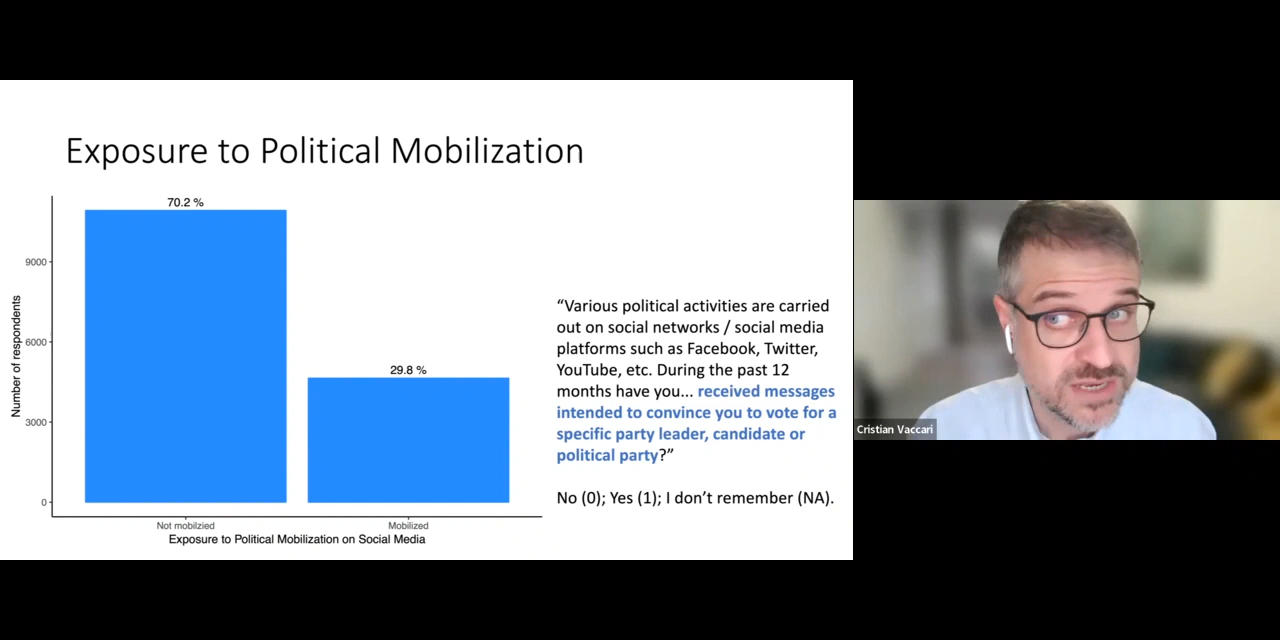 Exposure to Political Mobilization
70.2 %
29.8 %
9000
6000
3000
0
Number of respondents
Not mobilzied
Mobilized
Exposure to Political Mobilization on Social Media
“Various political activities are carried
out on social networks / social media
platforms such as Facebook, Twitter,
YouTube, etc. During the past 12
months have you... received messages
intended to convince you to vote for a
specific party leader, candidate or
political party?”
No (0); Yes (1); I don’t remember (NA).
Cristian Vaccari